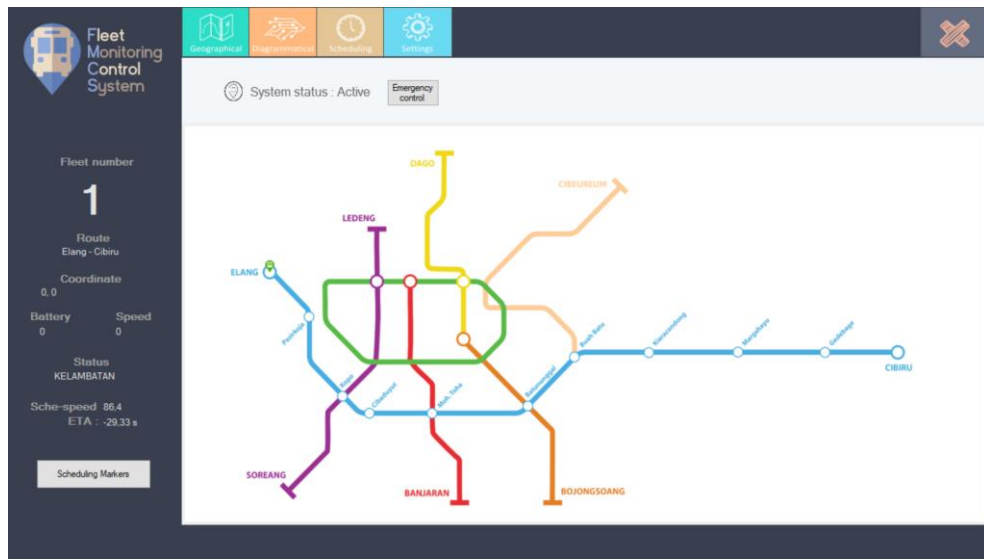 Fleet
Monitoring
Control
System
Geographical
Diagrammatical
Scheduling
Settings
System status : Active
Emergency
control
Fleet number
1
Route
Elang - Cibiru
Coordinate
0, 0
Battery Speed
0 0
Status
KELAMBATAN
Sche-speed 86,4
ETA : -29,33 s
Scheduling Markers
DAGO
CIBEUREUM
LEDENG
ELANG
Pasirkoja
Kopo
Cibaduyut
Moh. Toha
Batununggal
Buah Batu
Kiaracondong
Margahayu
Gedebage
CIBIRU
SOREANG
BANJARAN
BOJONGSOANG